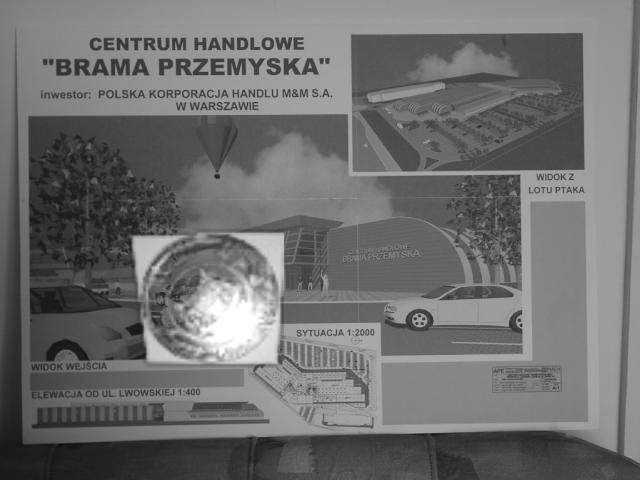 CENTRUM HANDLOWE
"BRAMA PRZEMYSKA"
inwestor: POLSKA KORPORACJA HANDLU M&M S.A.
W WARSZAWIE
WIDOK Z
LOTU PTAKA
CENTRUM HANDLOWE
BRAMA PRZEMYSKA
SYTUACJA 1:2000
WIDOK WEJŚCIA
ELEWACJA OD UL. LWOWSKIEJ 1:400
APE